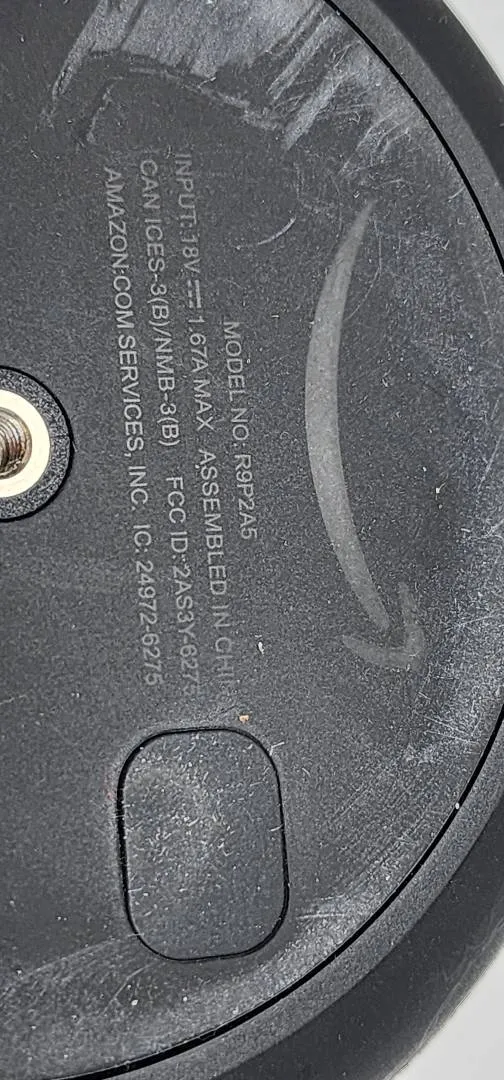 MODEL NO: R9P2A5
INPUT: 18V⎓1.67A MAX ASSEMBLED IN
CAN ICES-3(B)/NMB-3(B) FCC ID: 2AS3Y-6275
AMAZON.COM SERVICES, INC. IC: 24972-6275